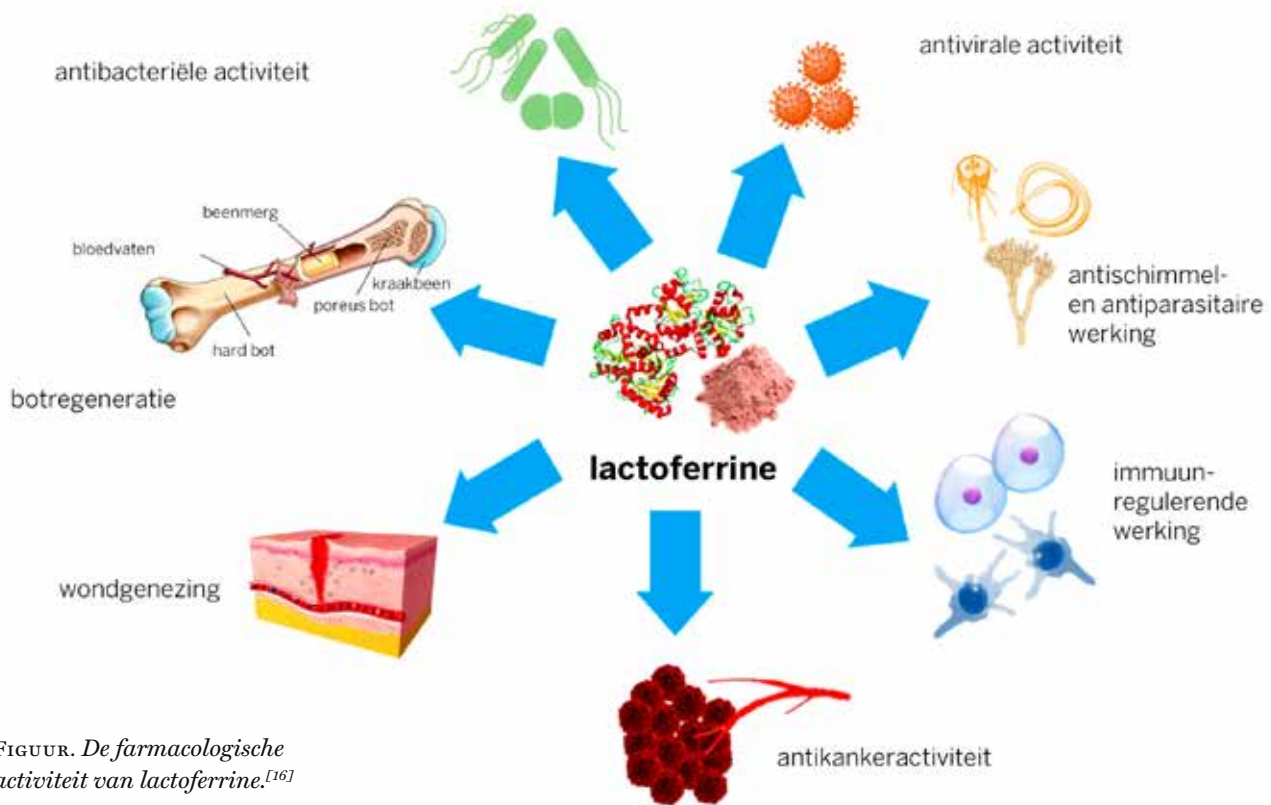 antibacteriële activiteit
antivirale activiteit
beenmerg
bloedvaten
kraakbeen
poreus bot
hard bot
botregeneratie
antischimmel-
en antiparasitaire
werking
lactoferrine
immuun-
regulerende
werking
wondgenezing
antikankeractiviteit
FIGUUR. De farmacologische
activiteit van lactoferrine.[16]